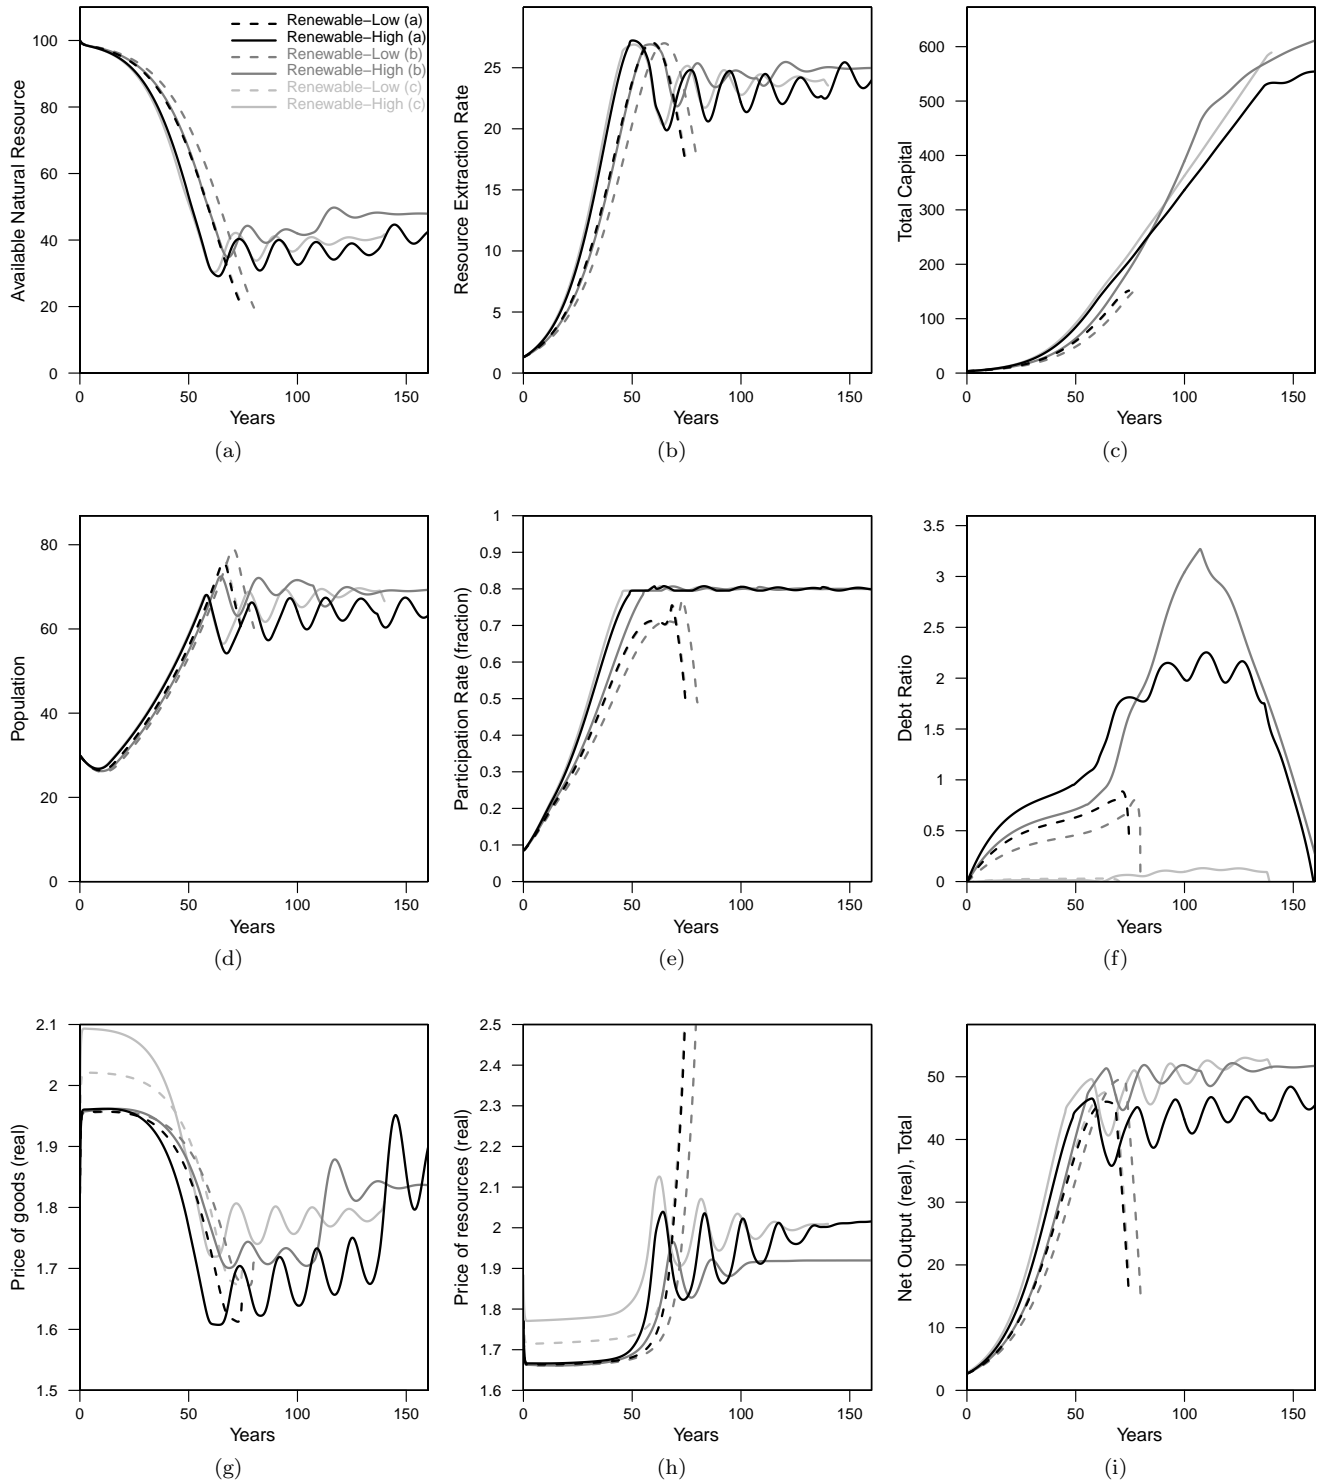 Renewable−Low (a)
Renewable−High (a)
Renewable−Low (b)
Renewable−High (b)
Renewable−Low (c)
Renewable−High (c)
Available Natural Resource
0 20 40 60 80 100
0 50 100 150
Years
(a)
Resource Extraction Rate
0 5 10 15 20 25
0 50 100 150
Years
(b)
Total Capital
0 100 200 300 400 500 600
0 50 100 150
Years
(c)
Population
0 20 40 60 80
0 50 100 150
Years
(d)
Participation Rate (fraction)
0 0.1 0.2 0.3 0.4 0.5 0.6 0.7 0.8 0.9 1
0 50 100 150
Years
(e)
Debt Ratio
0 0.5 1 1.5 2 2.5 3 3.5
0 50 100 150
Years
(f)
Price of goods (real)
1.5 1.6 1.7 1.8 1.9 2 2.1
0 50 100 150
Years
(g)
Price of resources (real)
1.6 1.7 1.8 1.9 2 2.1 2.2 2.3 2.4 2.5
0 50 100 150
Years
(h)
Net Output (real), Total
0 10 20 30 40 50
0 50 100 150
Years
(i)